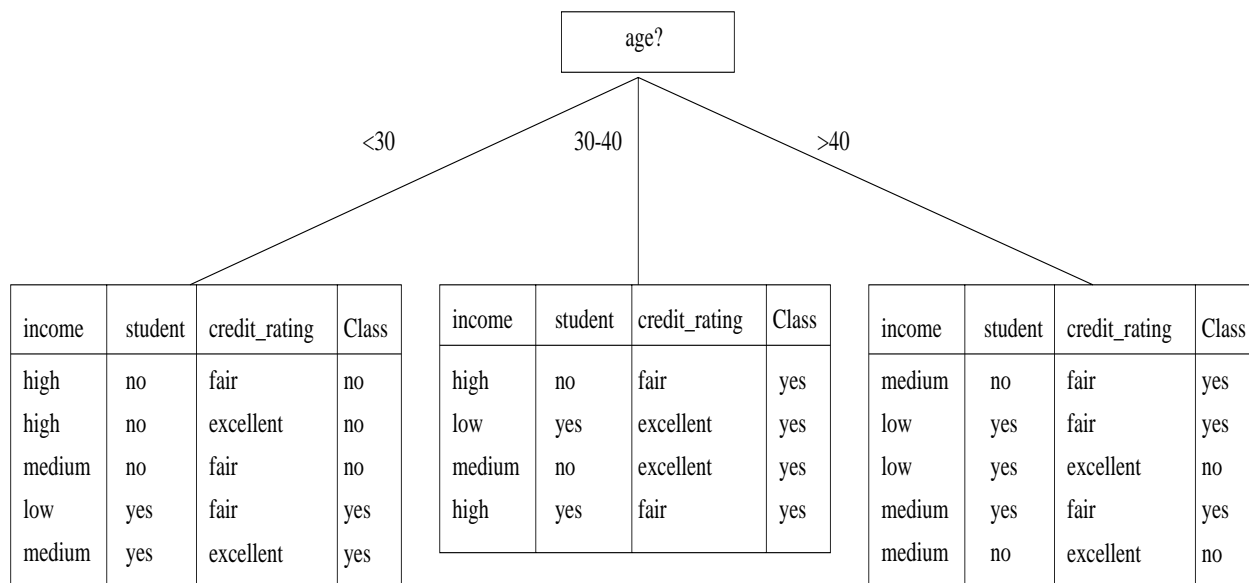 age?
<30 30-40 >40
income student credit_rating Class
high no fair no
high no excellent no
medium no fair no
low yes fair yes
medium yes excellent yes
income student credit_rating Class
high no fair yes
low yes excellent yes
medium no excellent yes
high yes fair yes
income student credit_rating Class
medium no fair yes
low yes fair yes
low yes excellent no
medium yes fair yes
medium no excellent no